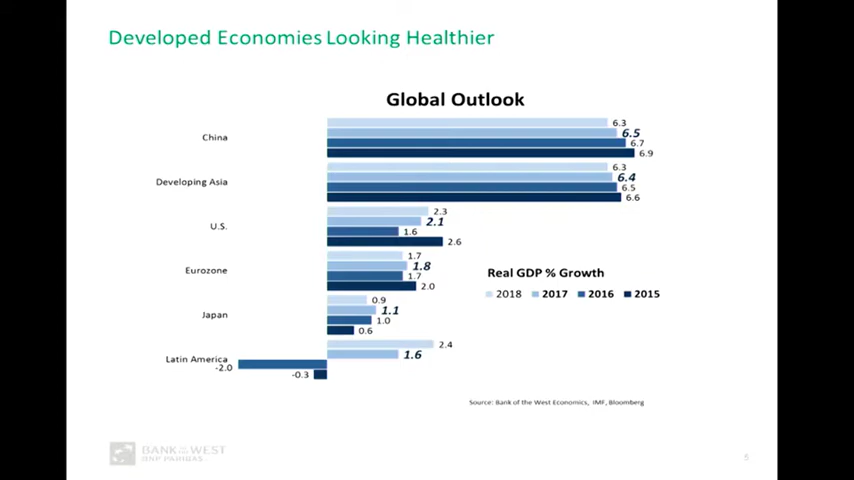 Developed Economies Looking Healthier
Global Outlook
China
6.3
6.5
6.7
6.9
Developing Asia
6.3
6.4
6.5
6.6
U.S.
2.3
2.1
1.6
2.6
Eurozone
1.7
1.8
1.7
2.0
Real GDP % Growth
2018 2017 2016 2015
Japan
0.9
1.1
1.0
0.6
Latin America
2.4
1.6
-2.0
-0.3
Source: Bank of the West Economics, IMF, Bloomberg
BANK OF THE WEST
BNP PARIBAS
5